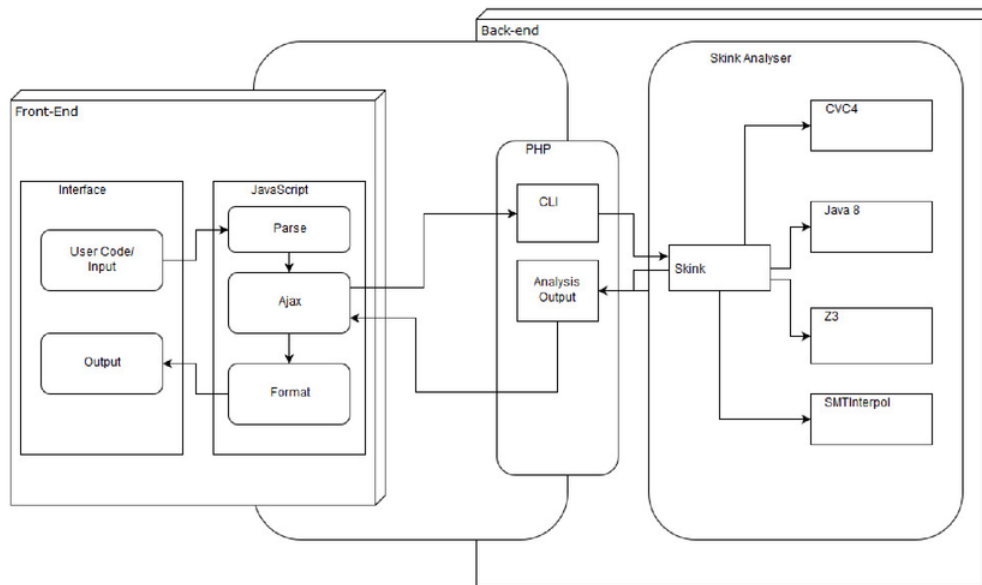 Back-end
Skink Analyser
Front-End
CVC4
PHP
Interface
JavaScript
CLI
Java 8
Parse
User Code/
Input
Skink
Analysis
Output
Ajax
Z3
Output
Format
SMTInterpol